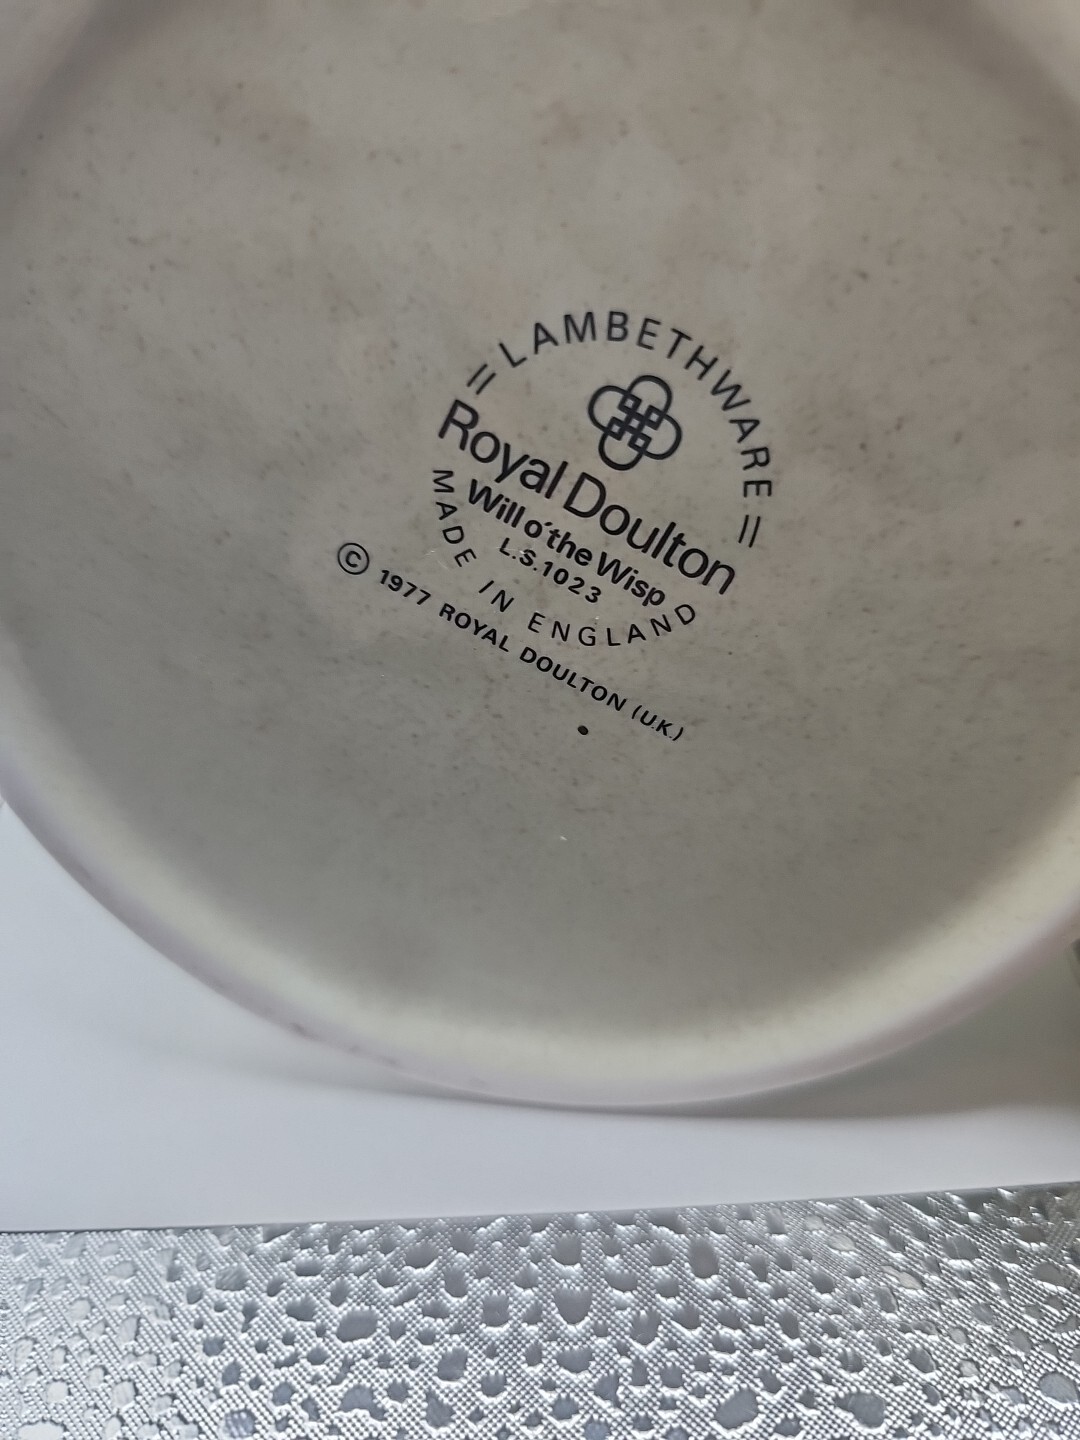 = LAMBETHWARE =
Royal Doulton
Will o'the Wisp
L.S.1023
MADE IN ENGLAND
© 1977 ROYAL DOULTON (U.K.)
D